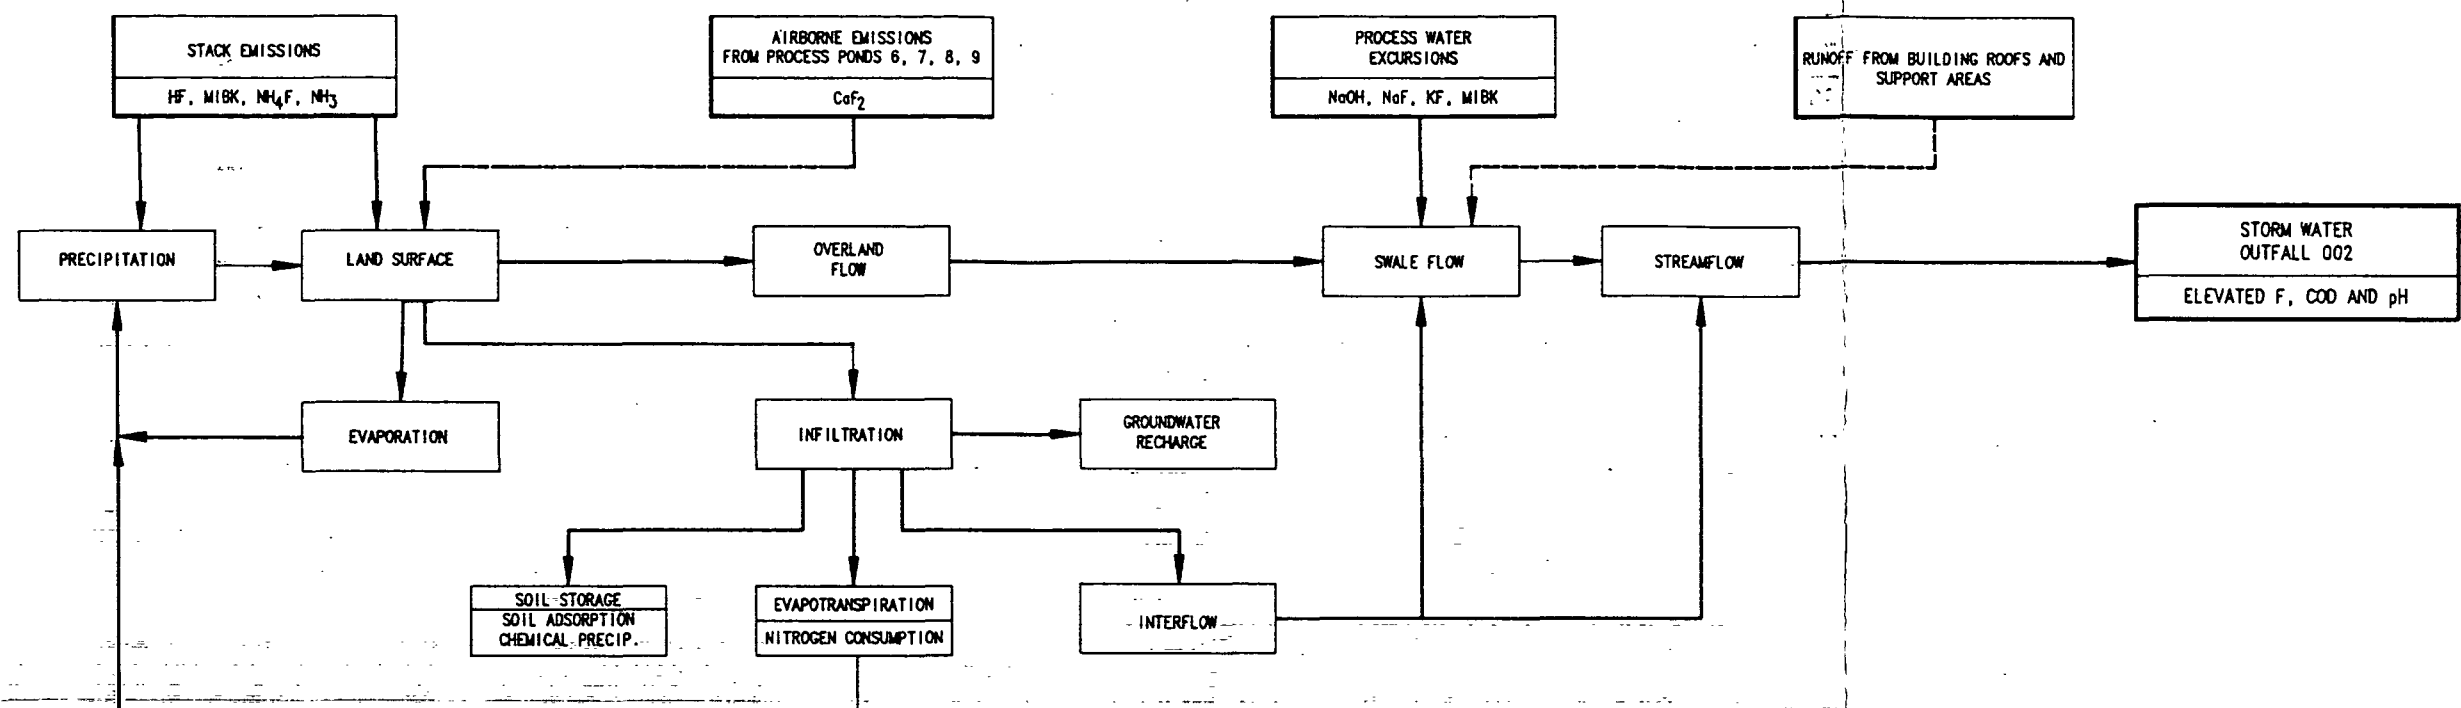 STACK EMISSIONS
HF, MIBK, NH₄F, NH₃
AIRBORNE EMISSIONS
FROM PROCESS PONDS 6, 7, 8, 9
CaF₂
PROCESS WATER
EXCURSIONS
NaOH, NaF, KF, MIBK
RUNOFF FROM BUILDING ROOFS AND
SUPPORT AREAS
PRECIPITATION
LAND SURFACE
OVERLAND
FLOW
SWALE FLOW
STREAMFLOW
STORM WATER
OUTFALL 002
ELEVATED F, COD AND pH
EVAPORATION
INFILTRATION
GROUNDWATER
RECHARGE
SOIL STORAGE
SOIL ADSORPTION
CHEMICAL PRECIP.
EVAPOTRANSPIRATION
NITROGEN CONSUMPTION
INTERFLOW